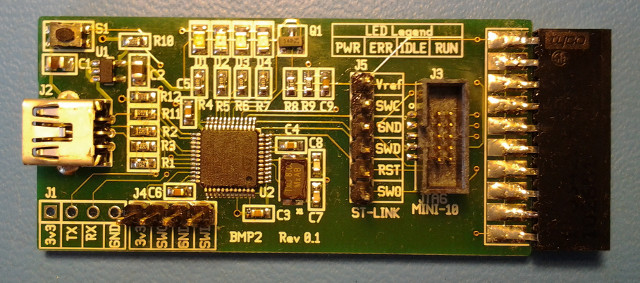 S1
R10
Q1
LED Legend
PWR ERR IDLE RUN
U1
C1
C2
C5
D1 D2 D3 D4
J5
J3
J2
R4 R5 R6 R7 R8 R9 C9
Vref
R12
R11
R2
R3
R1
SWC
GND
SWD
RST
SWO
C4
C8
J1
J4
C6
U2
C3
C7
ST-LINK
JTAG
MINI-10
3v3
TX
RX
GND
3v3
SWC
GND
SWD
BMP2 Rev 0.1